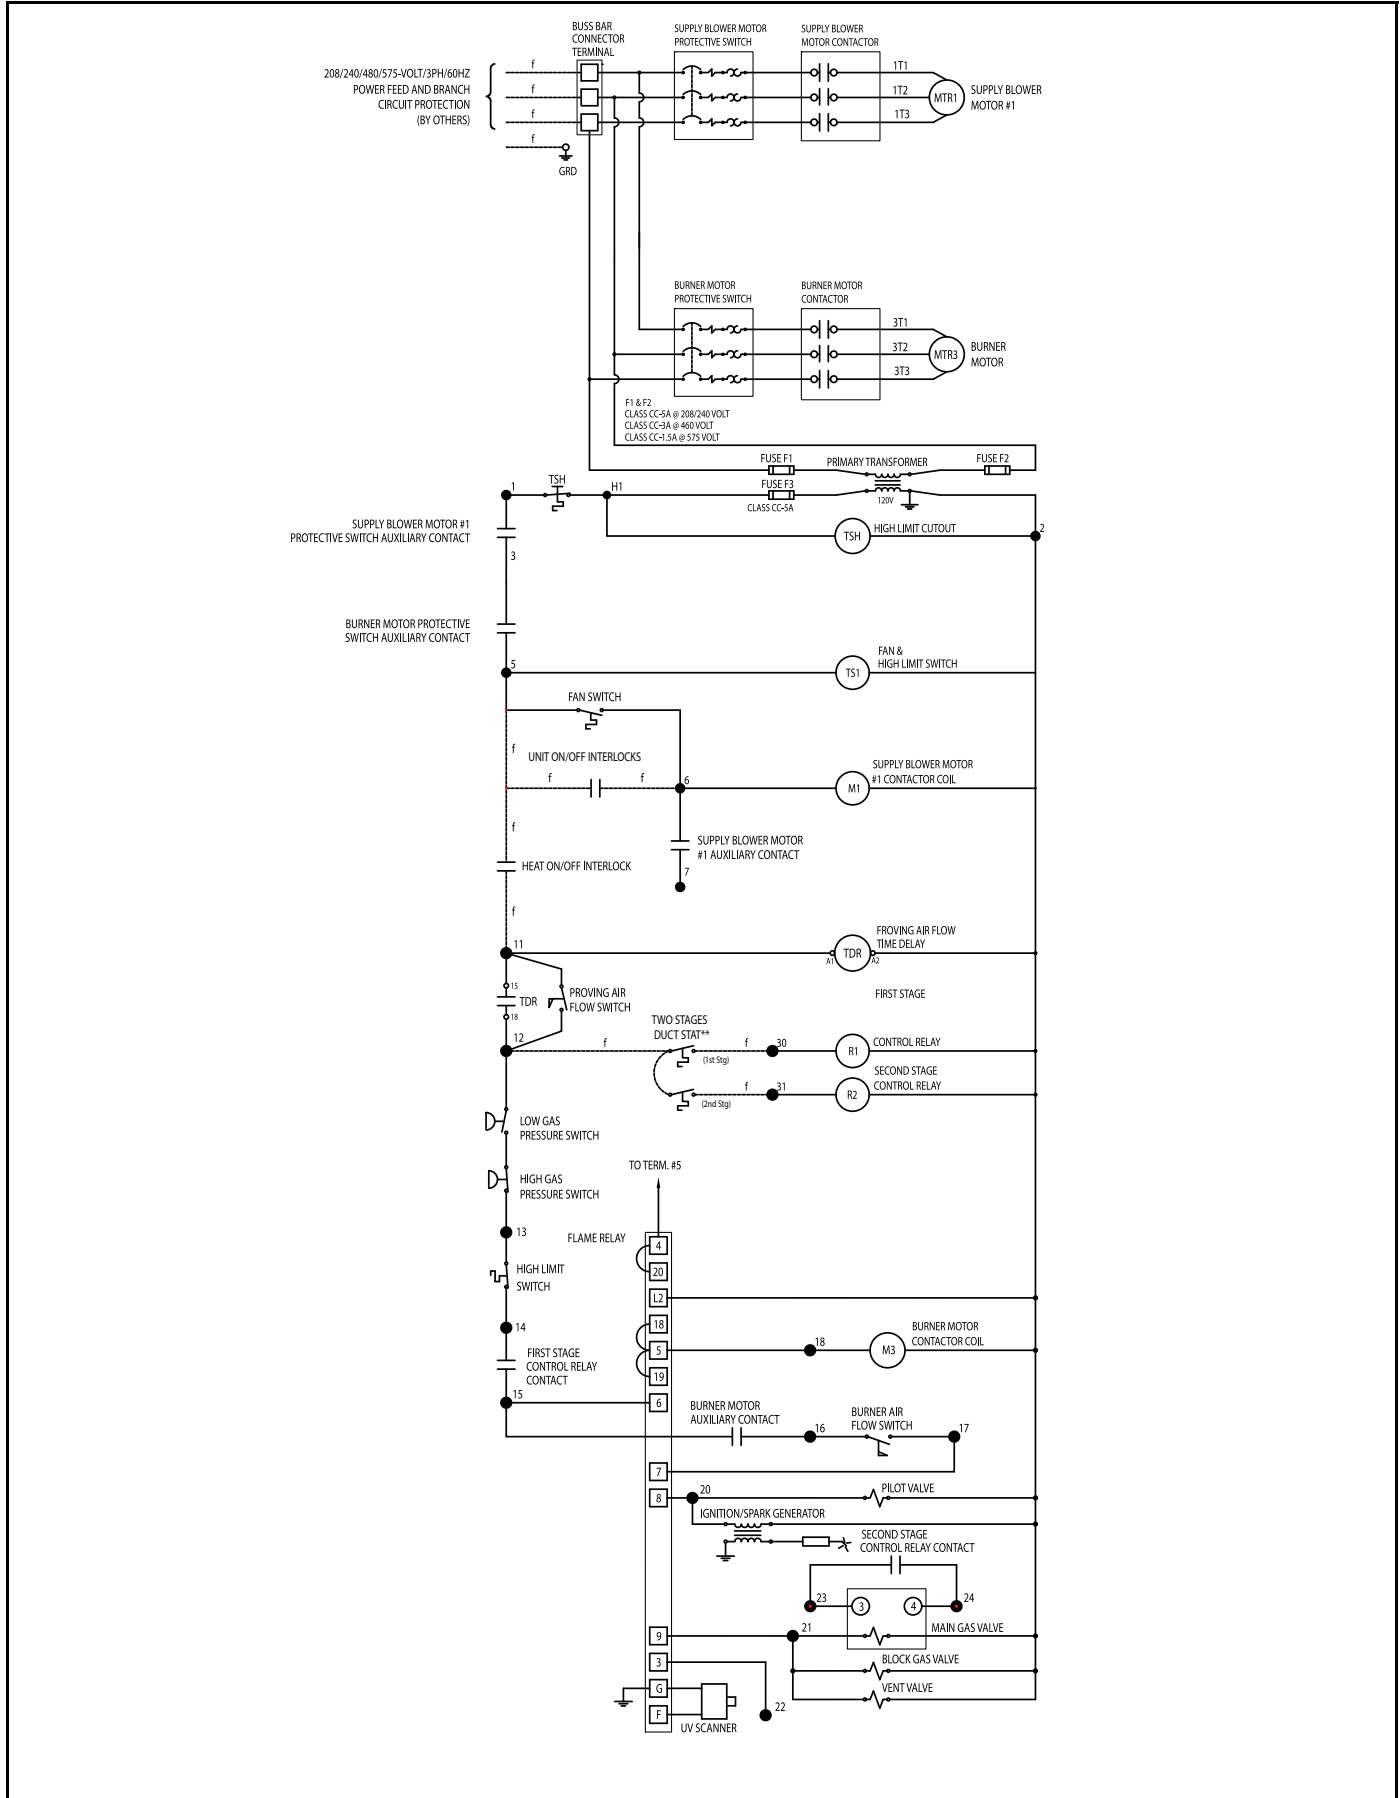 BUSS BAR
CONNECTOR
TERMINAL
SUPPLY BLOWER MOTOR
PROTECTIVE SWITCH
SUPPLY BLOWER
MOTOR CONTACTOR
208/240/480/575-VOLT/3PH/60HZ
POWER FEED AND BRANCH
CIRCUIT PROTECTION
(BY OTHERS)
f
f
f
f
GRD
1T1
1T2
1T3
MTR1
SUPPLY BLOWER
MOTOR #1
BURNER MOTOR
PROTECTIVE SWITCH
BURNER MOTOR
CONTACTOR
3T1
3T2
3T3
MTR3
BURNER
MOTOR
F1 & F2
CLASS CC-5A @ 208/240 VOLT
CLASS CC-3A @ 460 VOLT
CLASS CC-1.5A @ 575 VOLT
FUSE F1
PRIMARY TRANSFORMER
FUSE F2
1
TSH
H1
FUSE F3
CLASS CC-5A
120V
SUPPLY BLOWER MOTOR #1
PROTECTIVE SWITCH AUXILIARY CONTACT
3
TSH
HIGH LIMIT CUTOUT
2
BURNER MOTOR PROTECTIVE
SWITCH AUXILIARY CONTACT
5
TS1
FAN &
HIGH LIMIT SWITCH
FAN SWITCH
f
UNIT ON/OFF INTERLOCKS
f
f
6
M1
SUPPLY BLOWER MOTOR
#1 CONTACTOR COIL
f
SUPPLY BLOWER MOTOR
#1 AUXILIARY CONTACT
HEAT ON/OFF INTERLOCK
7
f
11
A1
TDR
A2
FROVING AIR FLOW
TIME DELAY
15
TDR
18
PROVING AIR
FLOW SWITCH
FIRST STAGE
12
f
TWO STAGES
DUCT STAT**
(1st Stg)
f
30
R1
CONTROL RELAY
(2nd Stg)
f
31
R2
SECOND STAGE
CONTROL RELAY
LOW GAS
PRESSURE SWITCH
HIGH GAS
PRESSURE SWITCH
TO TERM. #5
13
FLAME RELAY
4
20
HIGH LIMIT
SWITCH
L2
14
18
5
18
M3
BURNER MOTOR
CONTACTOR COIL
FIRST STAGE
CONTROL RELAY
CONTACT
19
15
6
BURNER MOTOR
AUXILIARY CONTACT
16
BURNER AIR
FLOW SWITCH
17
7
8
20
PILOT VALVE
IGNITION/SPARK GENERATOR
SECOND STAGE
CONTROL RELAY CONTACT
23
3
4
24
9
21
MAIN GAS VALVE
3
BLOCK GAS VALVE
G
VENT VALVE
F
UV SCANNER
22